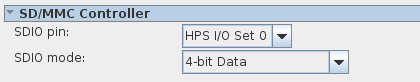 SD/MMC Controller
SDIO pin: HPS I/O Set 0
SDIO mode: 4-bit Data